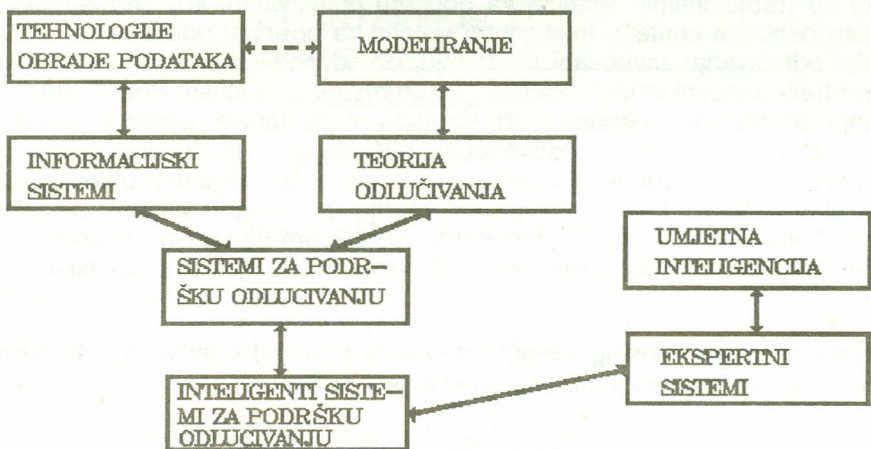 TEHNOLOGIJE
OBRADE PODATAKA
MODELIRANJE
INFORMACIJSKI
SISTEMI
TEORIJA
ODLUČIVANJA
SISTEMI ZA PODR-
ŠKU ODLUCIVANJU
UMJETNA
INTELIGENCIJA
INTELIGENTI SISTE-
MI ZA PODRŠKU
ODLUCIVANJU
EKSPERTNI
SISTEMI